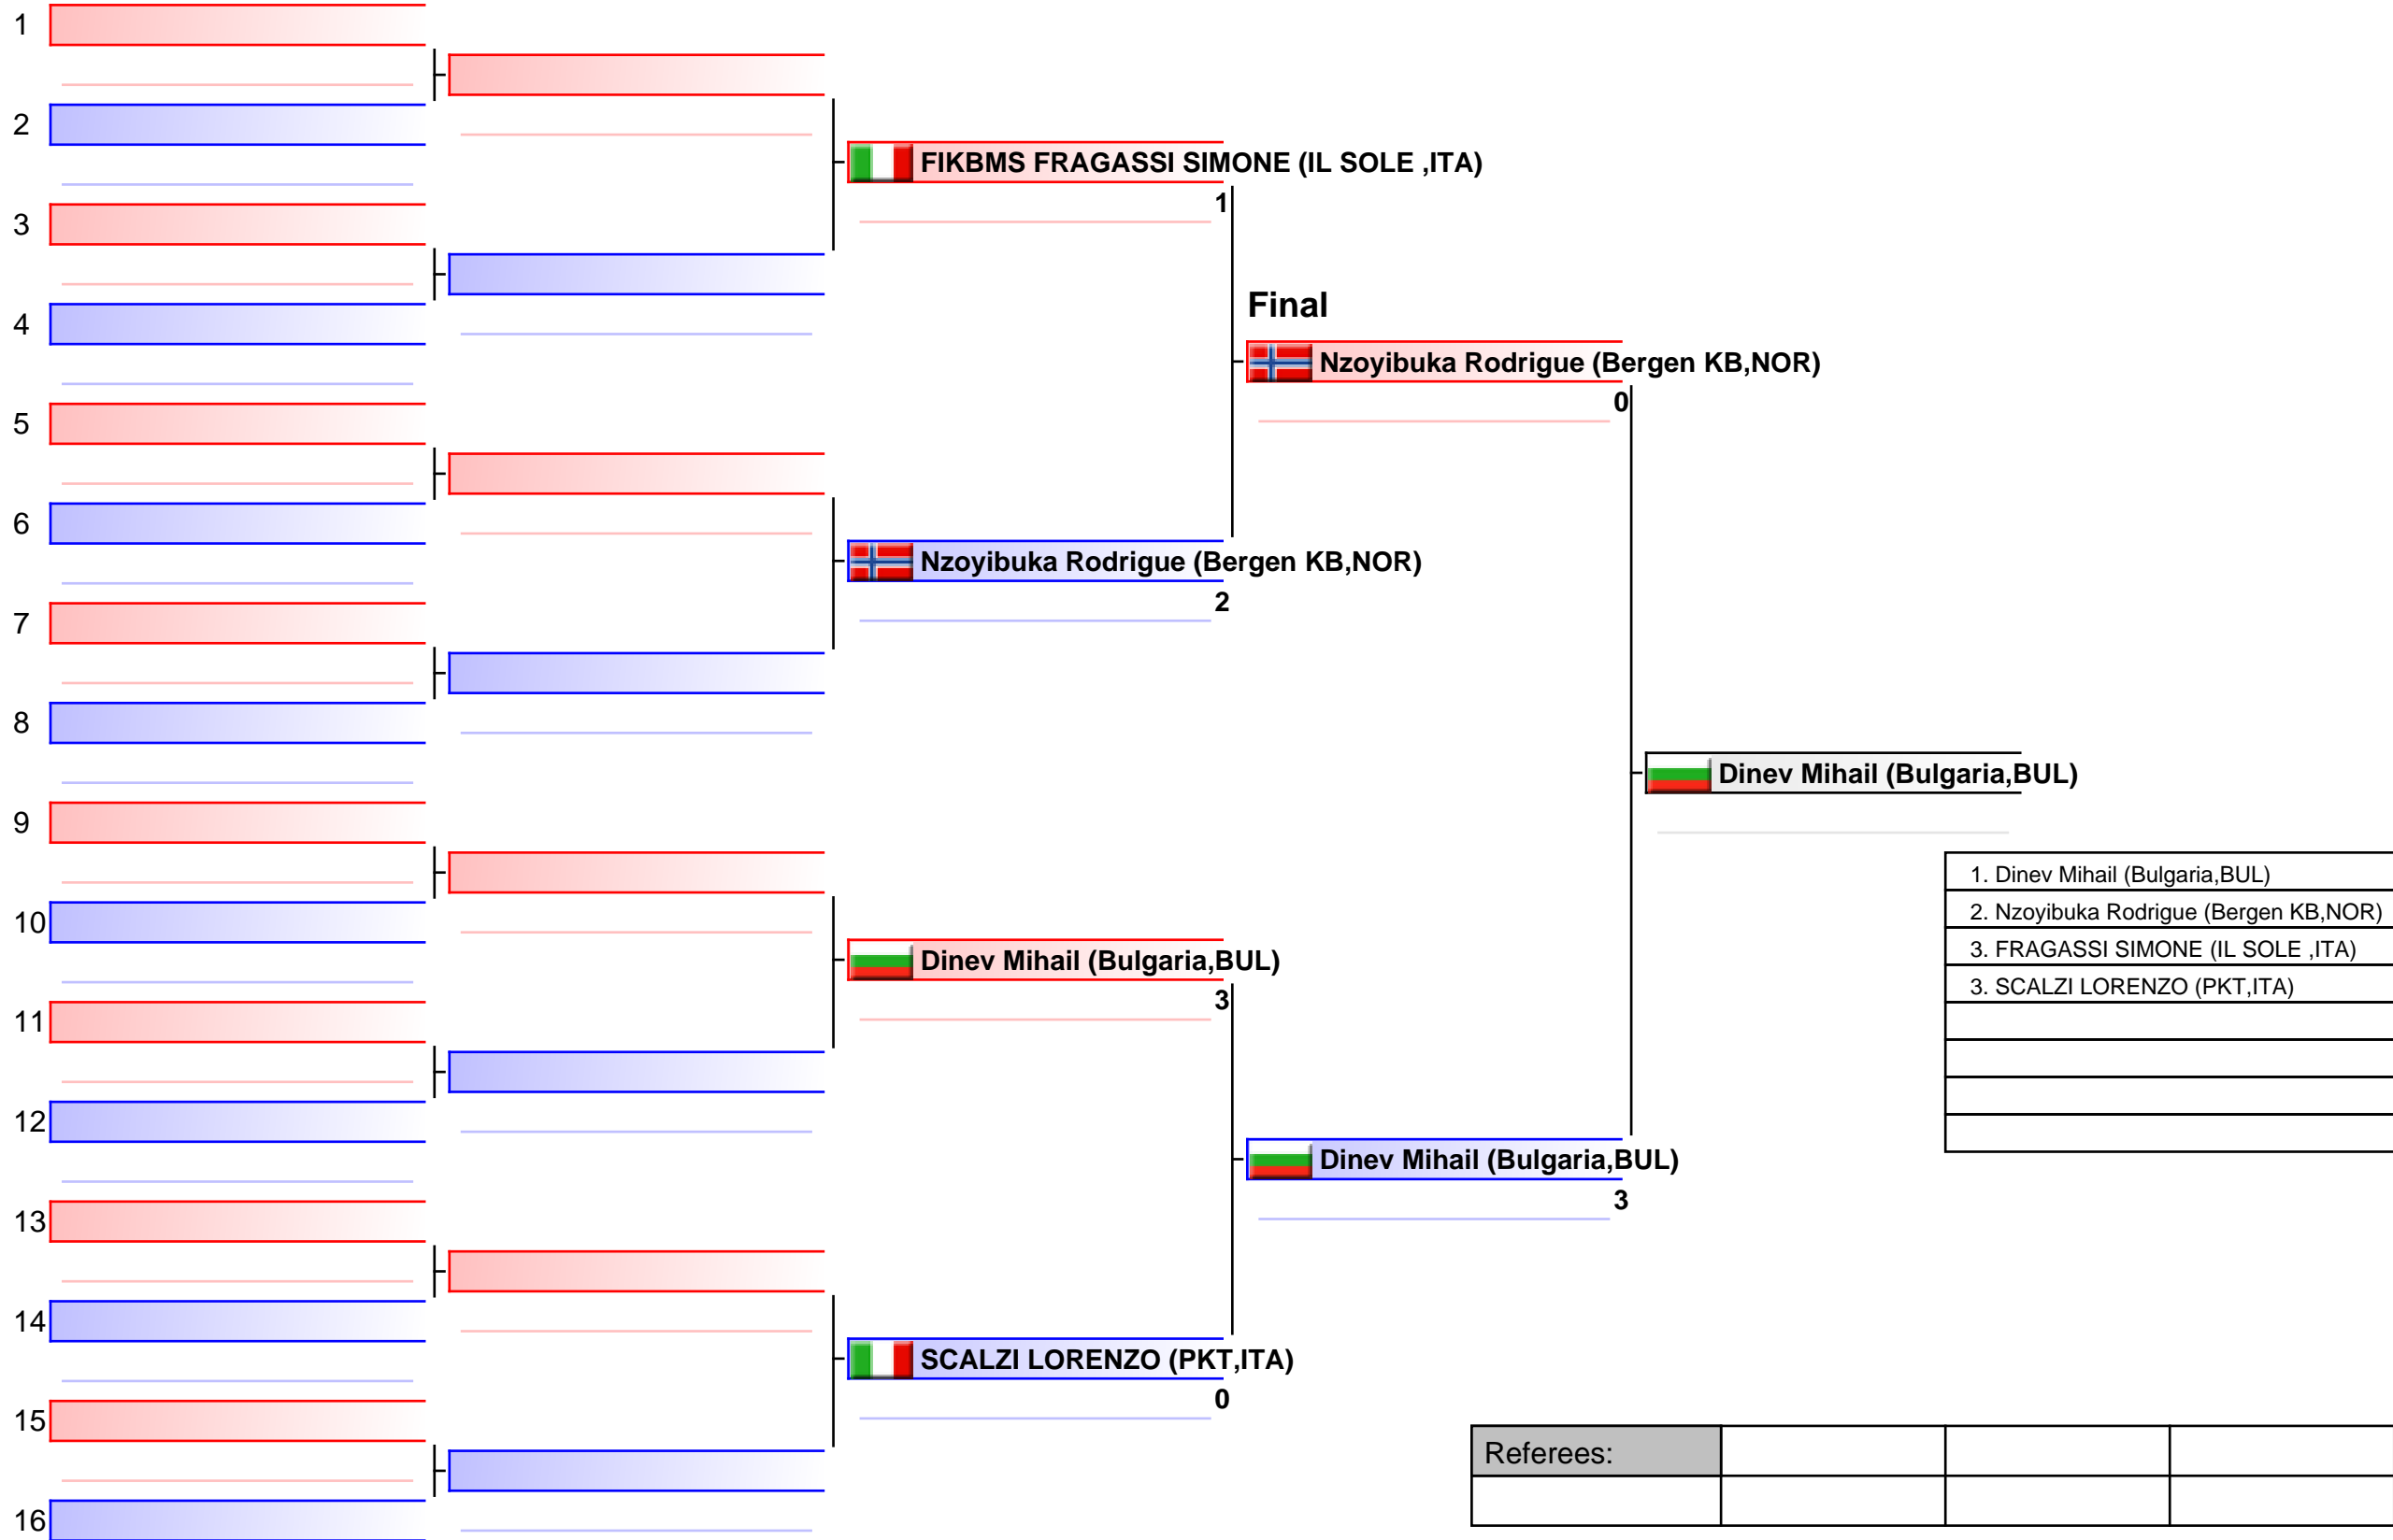 1
2
FIKBMS FRAGASSI SIMONE (IL SOLE ,ITA)
1
3
Final
4
Nzoyibuka Rodrigue (Bergen KB,NOR)
0
5
6
Nzoyibuka Rodrigue (Bergen KB,NOR)
2
7
8
Dinev Mihail (Bulgaria,BUL)
9
1. Dinev Mihail (Bulgaria,BUL)
2. Nzoyibuka Rodrigue (Bergen KB,NOR)
3. FRAGASSI SIMONE (IL SOLE ,ITA)
3. SCALZI LORENZO (PKT,ITA)
10
Dinev Mihail (Bulgaria,BUL)
3
11
12
Dinev Mihail (Bulgaria,BUL)
3
13
14
SCALZI LORENZO (PKT,ITA)
0
15
Referees:
16